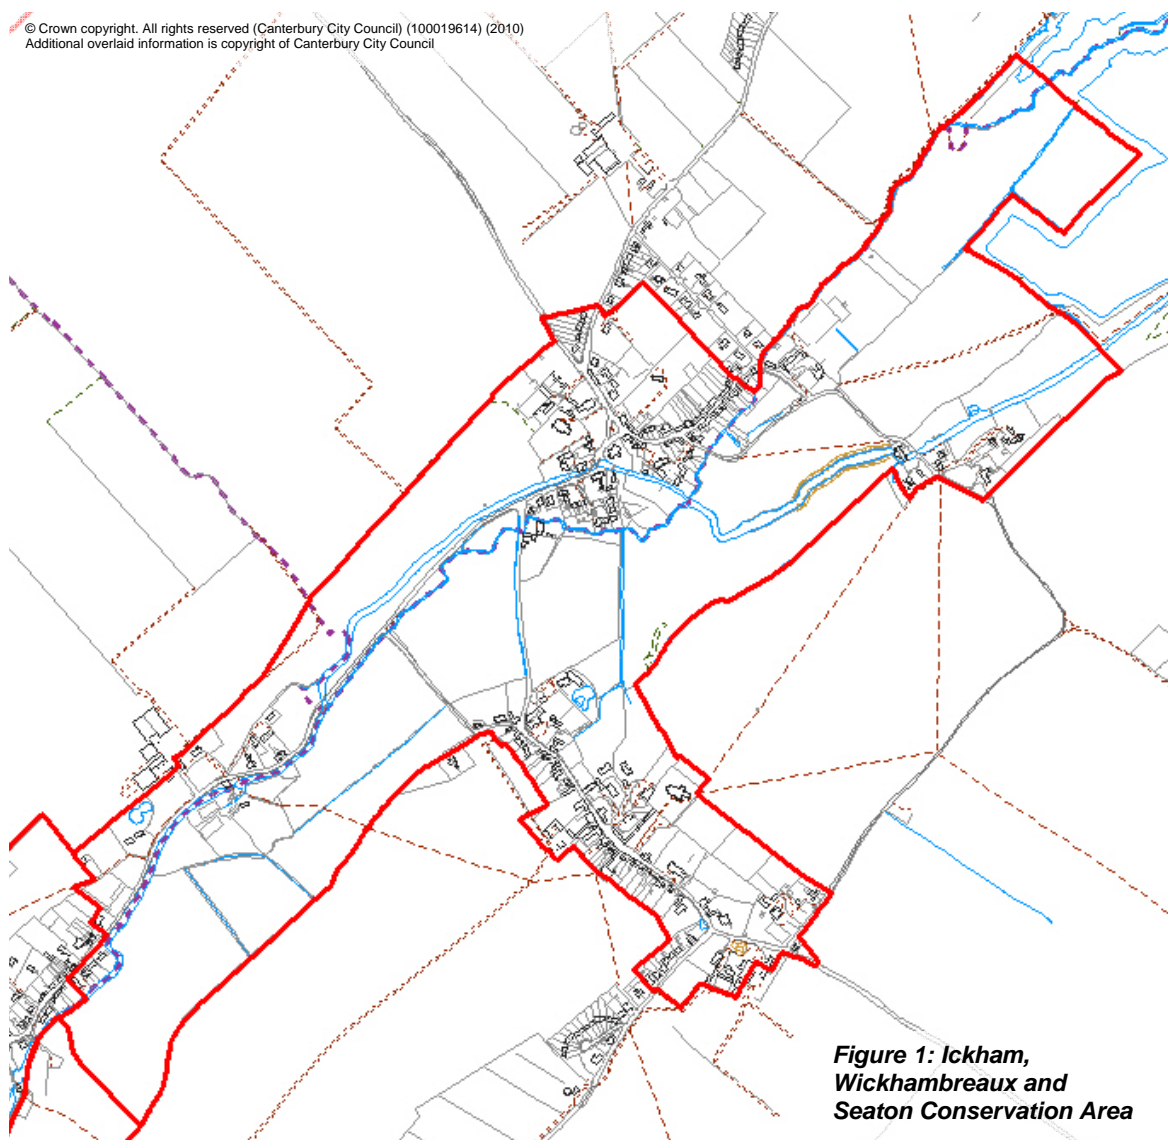 © Crown copyright. All rights reserved (Canterbury City Council) (100019614) (2010)
Additional overlaid information is copyright of Canterbury City Council
Figure 1: Ickham,
Wickhambreaux and
Seaton Conservation Area